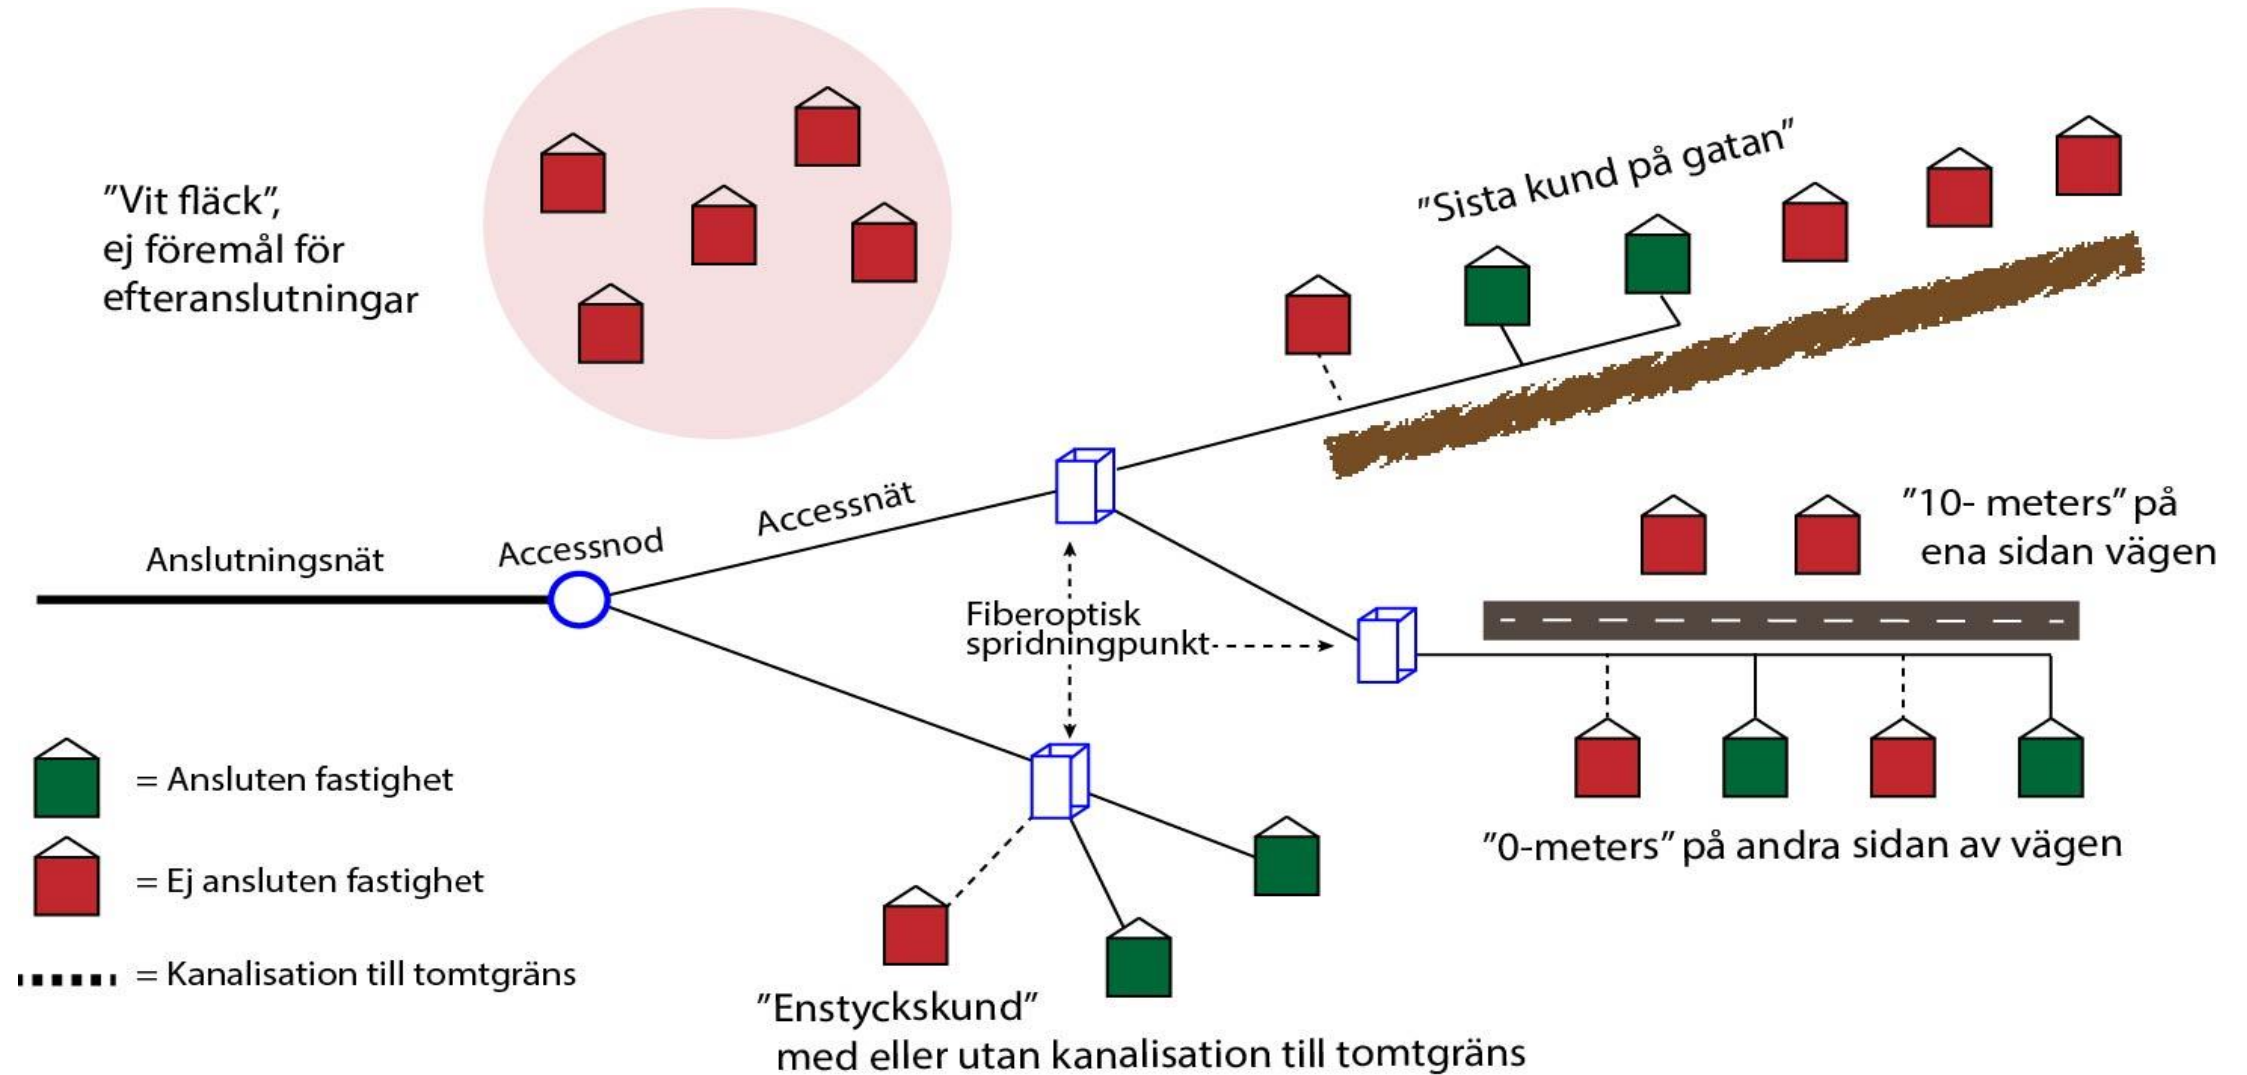 ”Vit fläck”,
ej föremål för
efteranslutningar
”Sista kund på gatan”
Anslutningsnät
Accessnod
Accessnät
Fiberoptisk
spridningpunkt
”10- meters” på
ena sidan vägen
”0-meters” på andra sidan av vägen
= Ansluten fastighet
= Ej ansluten fastighet
= Kanalisation till tomtgräns
”Enstyckskund”
med eller utan kanalisation till tomtgräns